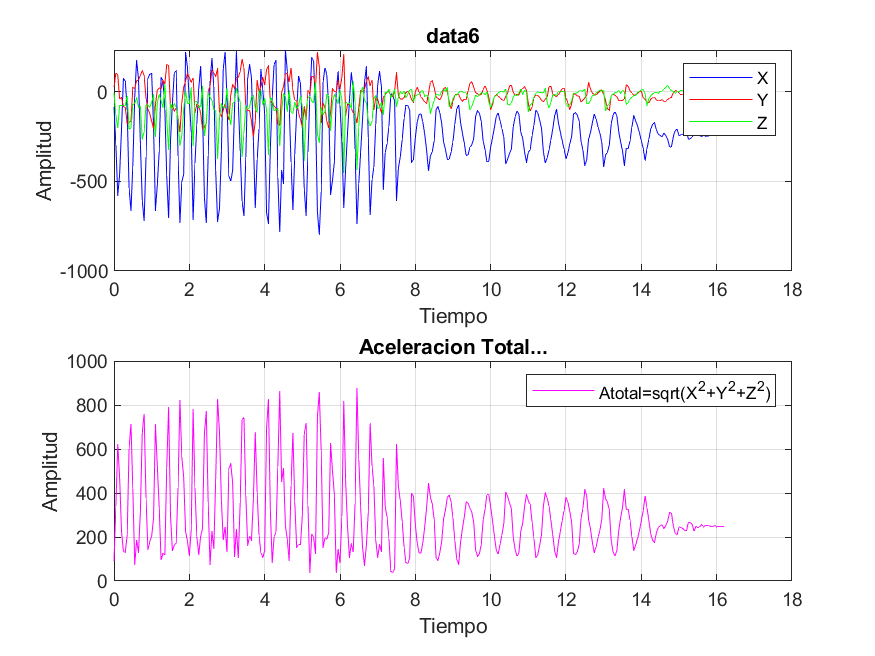 data6
0
-500
-1000
Amplitud
X
Y
Z
0 2 4 6 8 10 12 14 16 18
Tiempo
Aceleracion Total...
1000
800
600
400
200
0
Amplitud
Atotal=sqrt(X²+Y²+Z²)
0 2 4 6 8 10 12 14 16 18
Tiempo